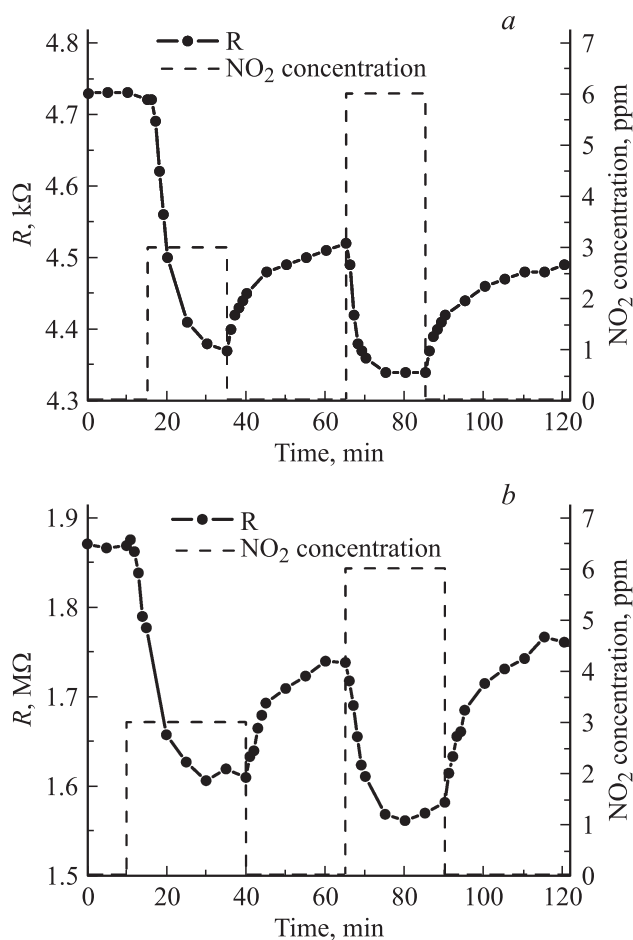 a
R
NO2 concentration
4.8
4.7
4.6
4.5
4.4
4.3
R, kΩ
7
6
5
4
3
2
1
0
NO2 concentration, ppm
0 20 40 60 80 100 120
Time, min
b
R
NO2 concentration
1.9
1.8
1.7
1.6
1.5
R, MΩ
7
6
5
4
3
2
1
0
NO2 concentration, ppm
0 20 40 60 80 100 120
Time, min